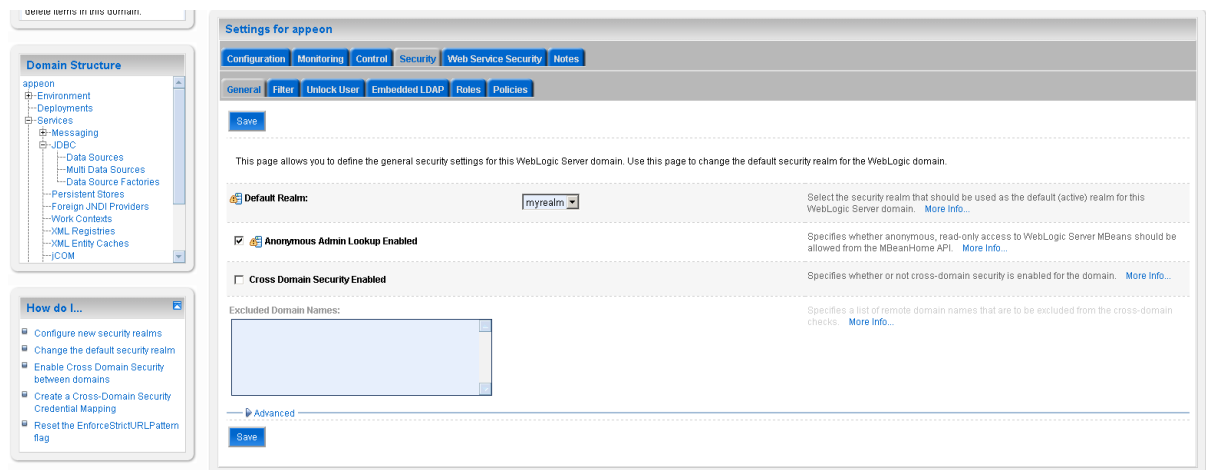 delete items in this domain.
Domain Structure
appeon
Environment
Deployments
Services
Messaging
JDBC
Data Sources
Multi Data Sources
Data Source Factories
Persistent Stores
Foreign JNDI Providers
Work Contexts
XML Registries
XML Entity Caches
jCOM
How do I...
Configure new security realms
Change the default security realm
Enable Cross Domain Security
between domains
Create a Cross-Domain Security
Credential Mapping
Reset the EnforceStrictURLPattern
flag
Settings for appeon
Configuration Monitoring Control Security Web Service Security Notes
General Filter Unlock User Embedded LDAP Roles Policies
Save
This page allows you to define the general security settings for this WebLogic Server domain. Use this page to change the default security realm for the WebLogic domain.
Default Realm:
myrealm
Select the security realm that should be used as the default (active) realm for this
WebLogic Server domain. More Info...
Anonymous Admin Lookup Enabled
Specifies whether anonymous, read-only access to WebLogic Server MBeans should be
allowed from the MBeanHome API. More Info...
Cross Domain Security Enabled
Specifies whether or not cross-domain security is enabled for the domain. More Info...
Excluded Domain Names:
Specifies a list of remote domain names that are to be excluded from the cross-domain
checks. More Info...
Advanced
Save